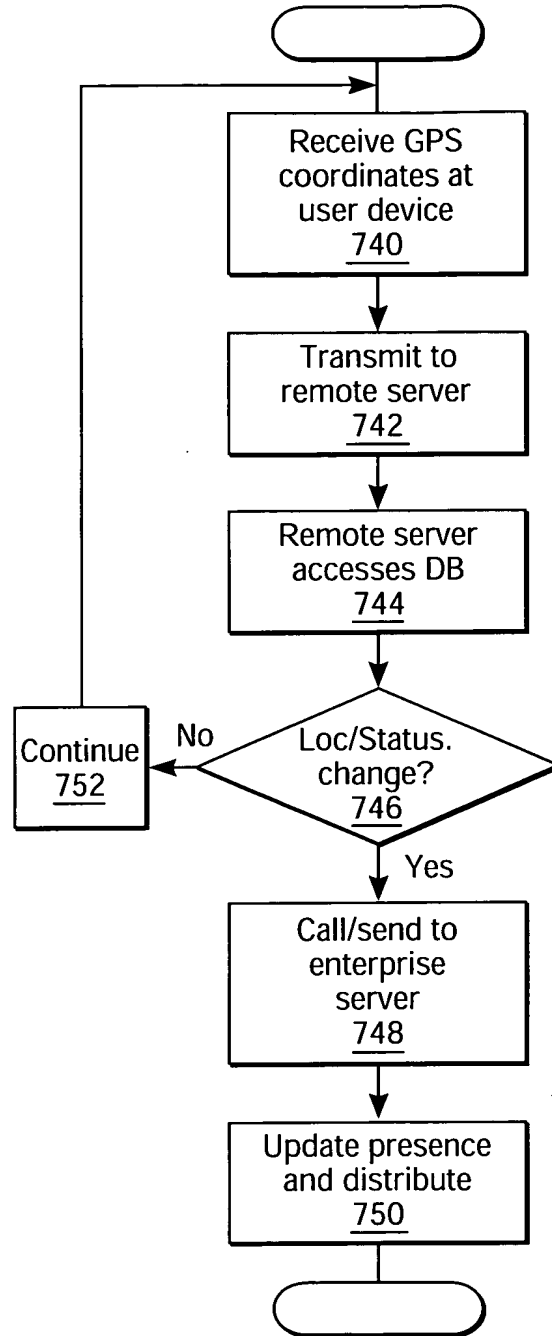 Receive GPS
coordinates at
user device
740
Transmit to
remote server
742
Remote server
accesses DB
744
Loc/Status.
change?
746
No
Continue
752
Yes
Call/send to
enterprise
server
748
Update presence
and distribute
750